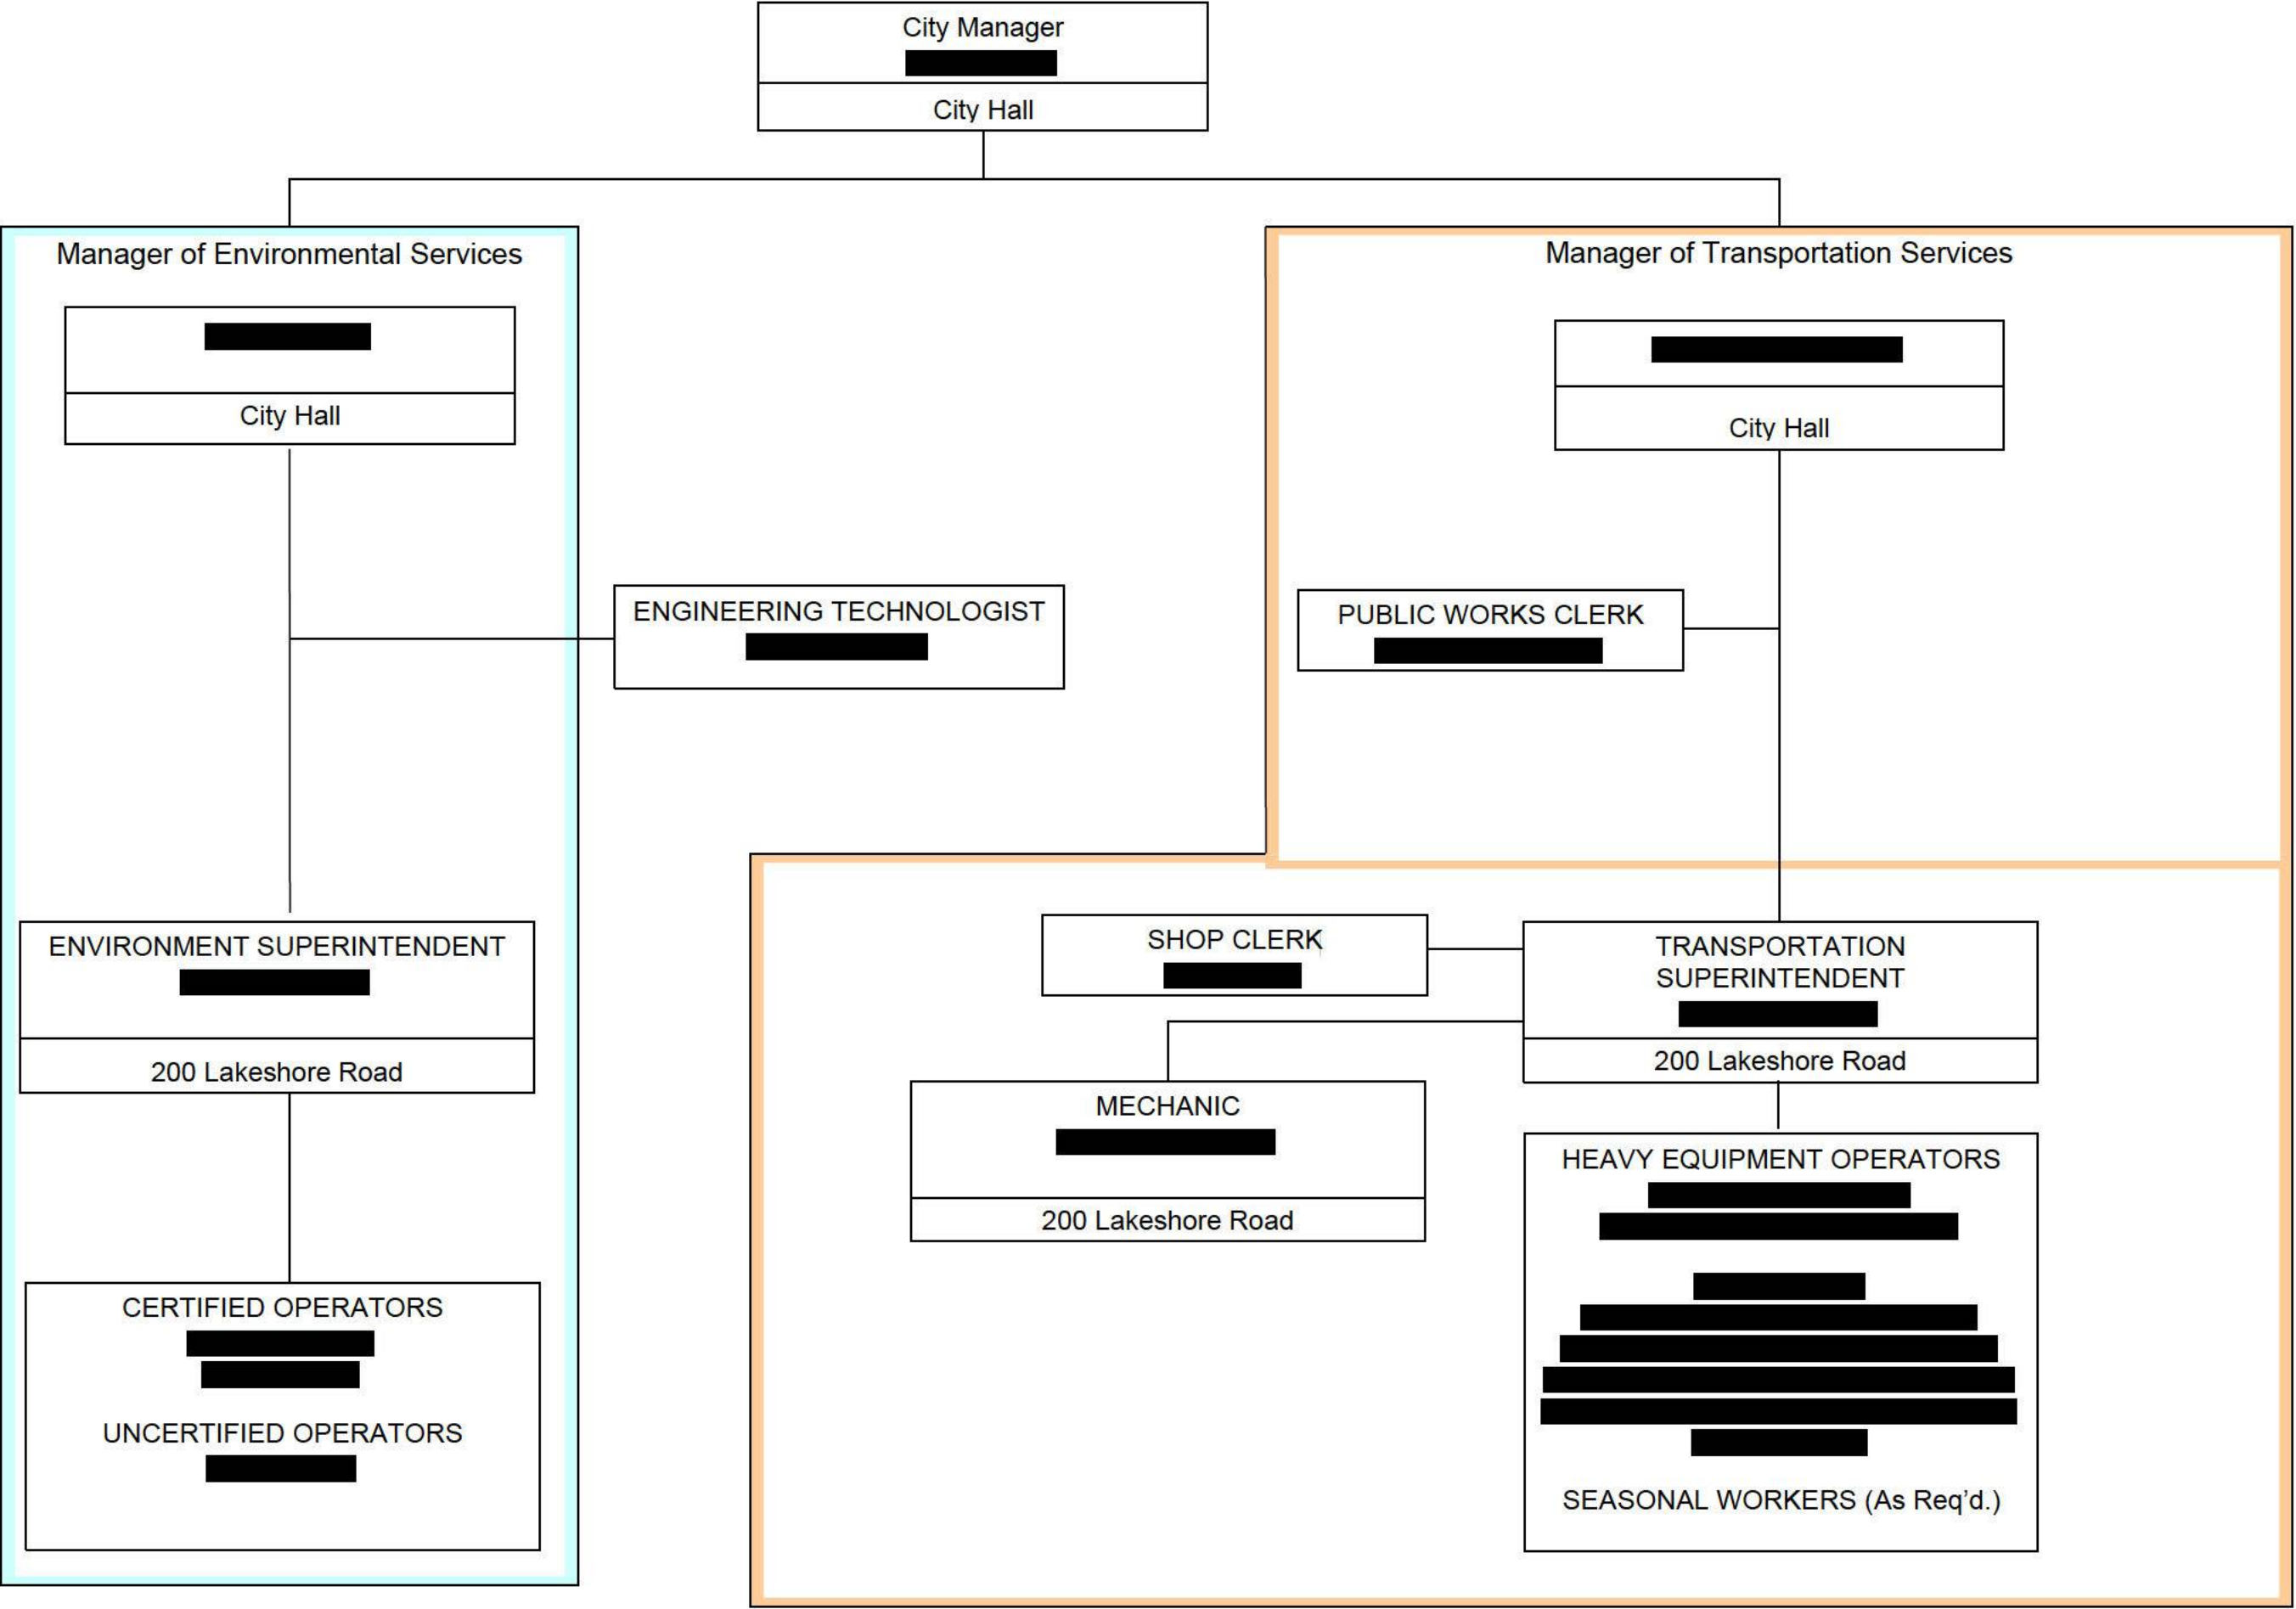 City Manager
City Hall
Manager of Environmental Services
City Hall
Manager of Transportation Services
City Hall
ENGINEERING TECHNOLOGIST
PUBLIC WORKS CLERK
ENVIRONMENT SUPERINTENDENT
200 Lakeshore Road
SHOP CLERK
TRANSPORTATION
SUPERINTENDENT
200 Lakeshore Road
MECHANIC
200 Lakeshore Road
HEAVY EQUIPMENT OPERATORS
SEASONAL WORKERS (As Req’d.)
CERTIFIED OPERATORS
UNCERTIFIED OPERATORS